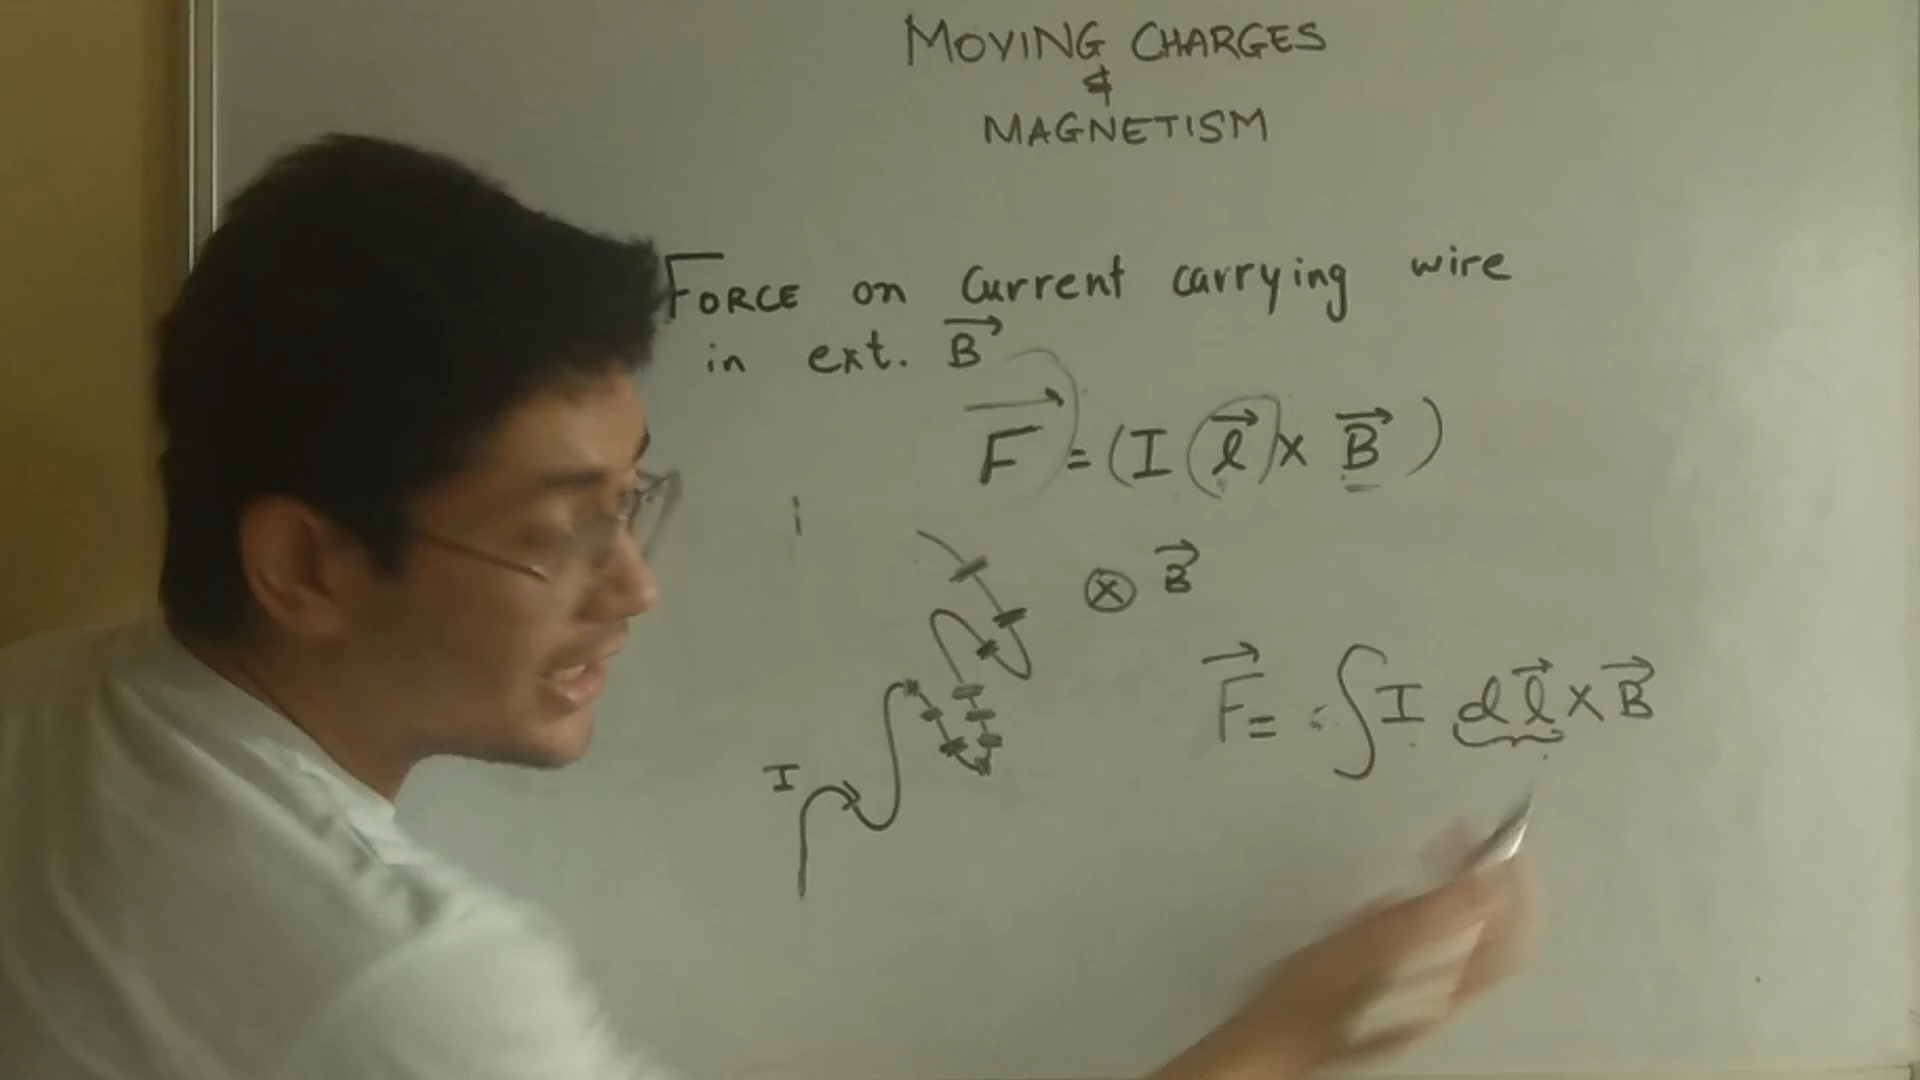 MOVING CHARGES
&
MAGNETISM
FORCE on Current carrying wire
in ext. B⃗
F⃗ = (I (l⃗) × B⃗)
i
⊗ B⃗
F⃗ = ∫ I dl⃗ × B⃗
I